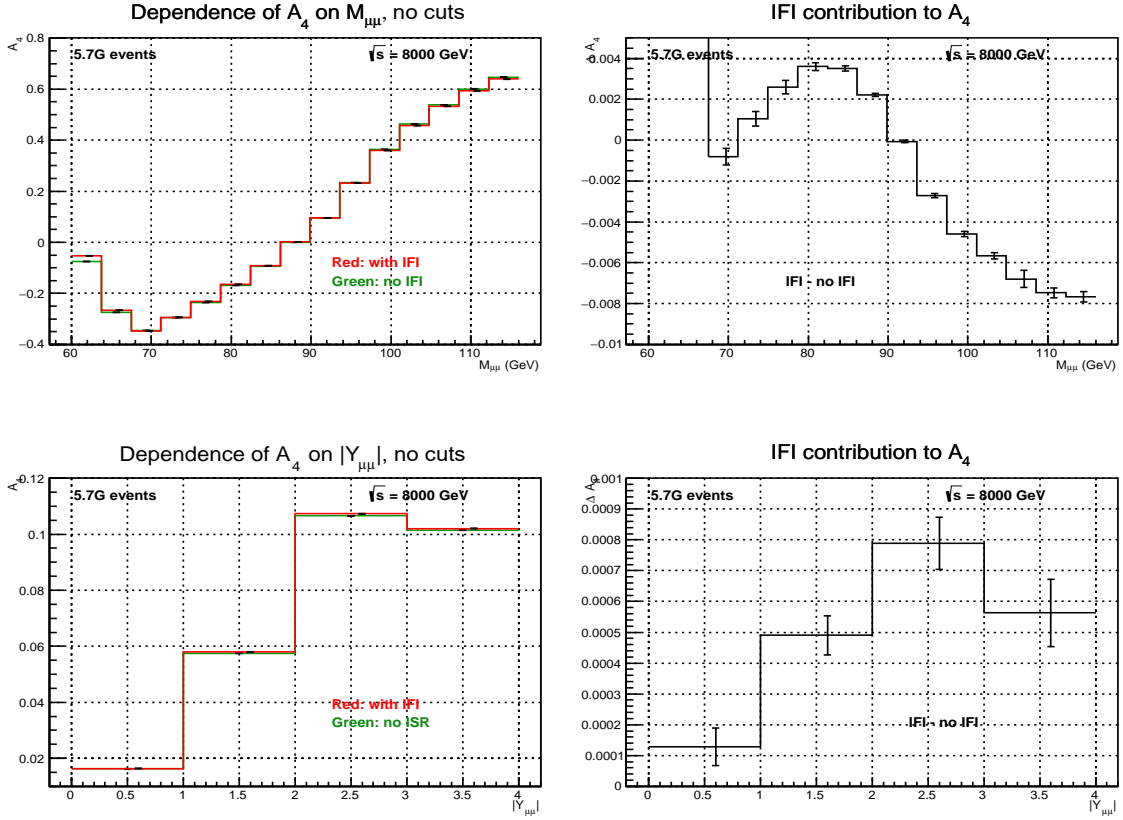 Dependence of A4 on Mμμ, no cuts
A4
5.7G events
√s = 8000 GeV
0.8
0.6
0.4
0.2
0
−0.2
−0.4
Red: with IFI
Green: no IFI
60 70 80 90 100 110
Mμμ (GeV)
IFI contribution to A4
A4
5.7G events
√s = 8000 GeV
0.004
0.002
0
−0.002
−0.004
−0.006
−0.008
−0.01
IFI - no IFI
60 70 80 90 100 110
Mμμ (GeV)
Dependence of A4 on |Yμμ|, no cuts
A4
5.7G events
√s = 8000 GeV
0.12
0.1
0.08
0.06
0.04
0.02
Red: with IFI
Green: no ISR
0 0.5 1 1.5 2 2.5 3 3.5 4
|Yμμ|
IFI contribution to A4
5.7G events
√s = 8000 GeV
0.001
0.0009
0.0008
0.0007
0.0006
0.0005
0.0004
0.0003
0.0002
0.0001
0
IFI - no IFI
0 0.5 1 1.5 2 2.5 3 3.5 4
|Yμμ|